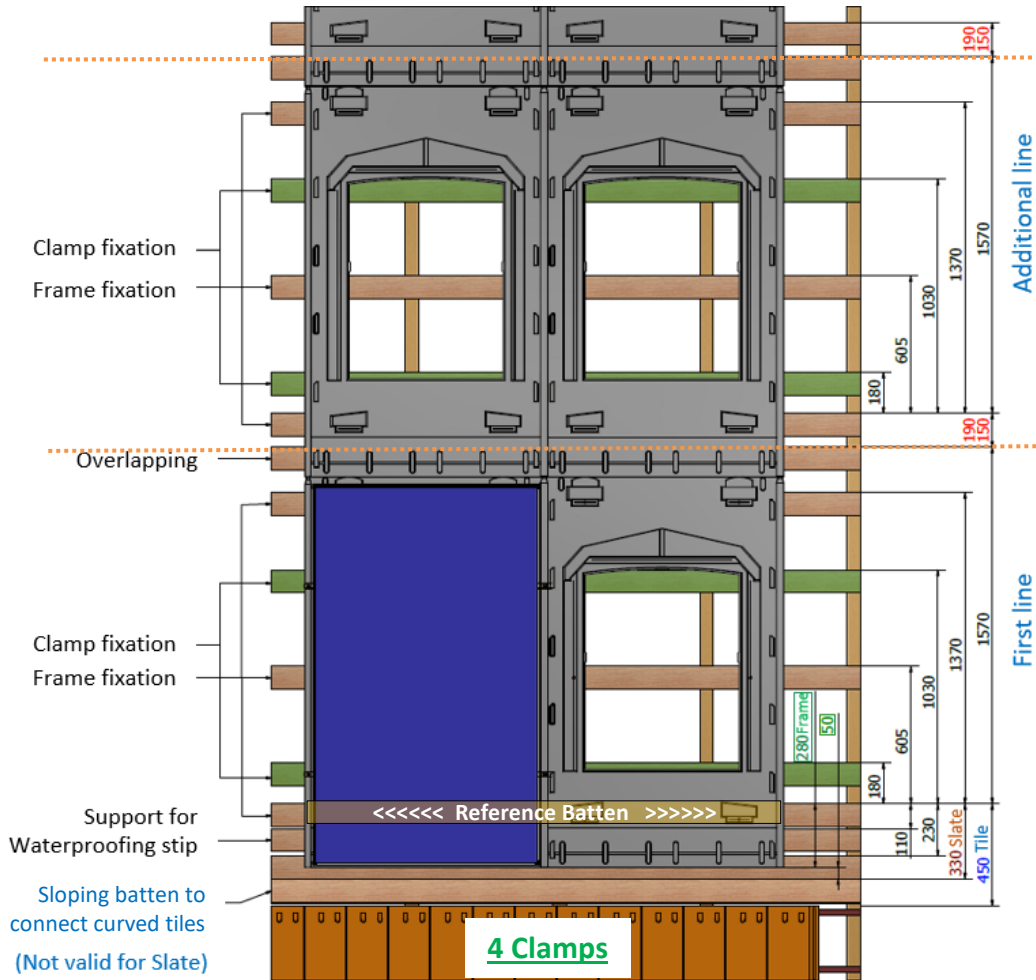 190
150
Additional line
1570
1370
1030
605
180
Clamp fixation
Frame fixation
190
150
Overlapping
First line
1570
1370
1030
605
180
Clamp fixation
Frame fixation
280Frame
50
<<<<<< Reference Batten >>>>>>
Support for
Waterproofing stip
110
230
330 Slate
450 Tile
Sloping batten to
connect curved tiles
(Not valid for Slate)
4 Clamps